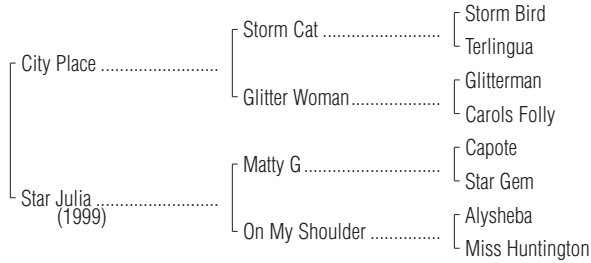 Storm Bird
Storm Cat ........................
Terlingua
City Place ........................
Glitterman
Glitter Woman..................
Carols Folly
Capote
Matty G............................
Star Gem
Star Julia .........................
(1999)
Alysheba
On My Shoulder ..............
Miss Huntington